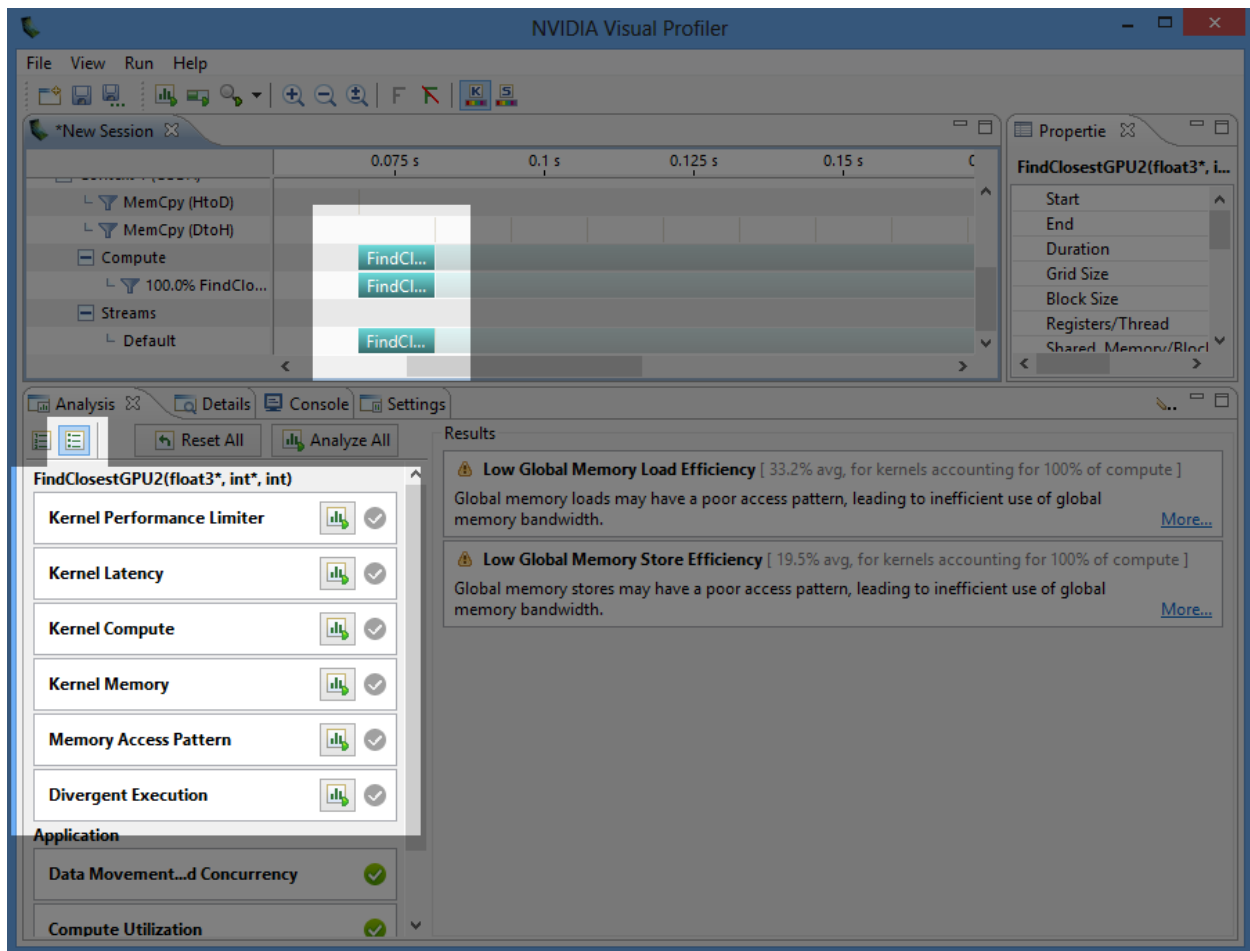 NVIDIA Visual Profiler
File View Run Help
F
K
S
*New Session
0.075 s 0.1 s 0.125 s 0.15 s
MemCpy (HtoD)
MemCpy (DtoH)
Compute FindCl...
100.0% FindClo... FindCl...
Streams
Default FindCl...
Propertie
FindClosestGPU2(float3*, i...
Start
End
Duration
Grid Size
Block Size
Registers/Thread
Shared Memory/Bloc
Analysis Details Console Settings
Reset All Analyze All
FindClosestGPU2(float3*, int*, int)
Kernel Performance Limiter
Kernel Latency
Kernel Compute
Kernel Memory
Memory Access Pattern
Divergent Execution
Application
Data Movement...d Concurrency
Compute Utilization
Results
Low Global Memory Load Efficiency [ 33.2% avg, for kernels accounting for 100% of compute ]
Global memory loads may have a poor access pattern, leading to inefficient use of global
memory bandwidth. More...
Low Global Memory Store Efficiency [ 19.5% avg, for kernels accounting for 100% of compute ]
Global memory stores may have a poor access pattern, leading to inefficient use of global
memory bandwidth. More...